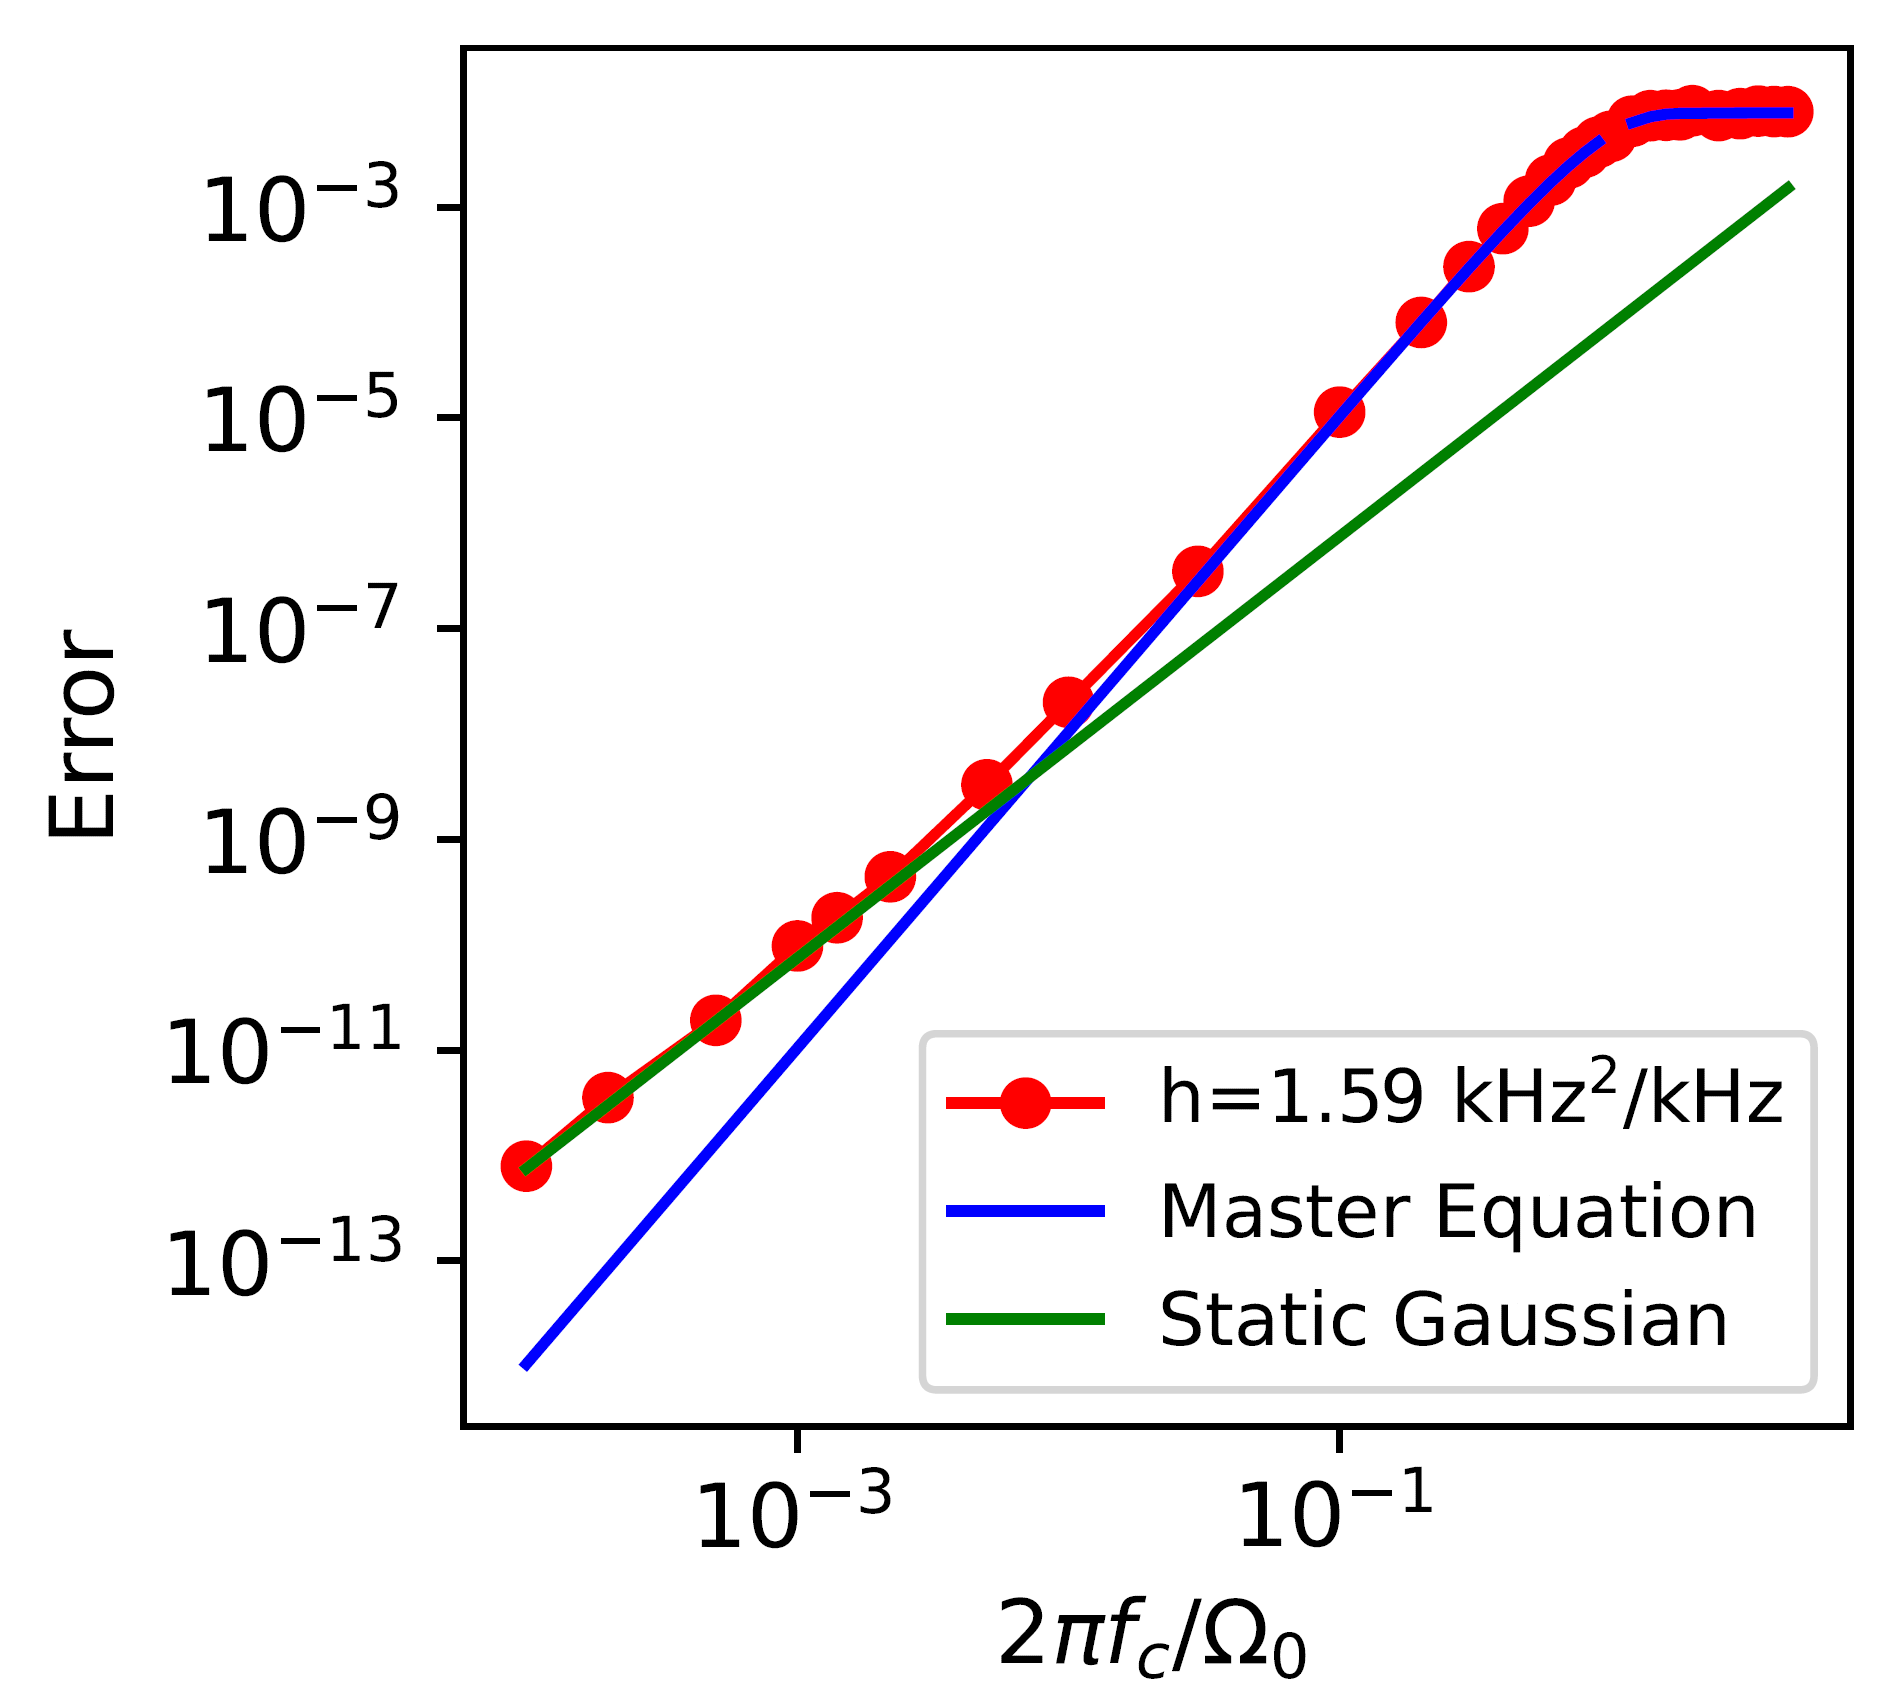 Error
10⁻³
10⁻⁵
10⁻⁷
10⁻⁹
10⁻¹¹
10⁻¹³
h=1.59 kHz²/kHz
Master Equation
Static Gaussian
10⁻³ 10⁻¹
2πf_c/Ω₀